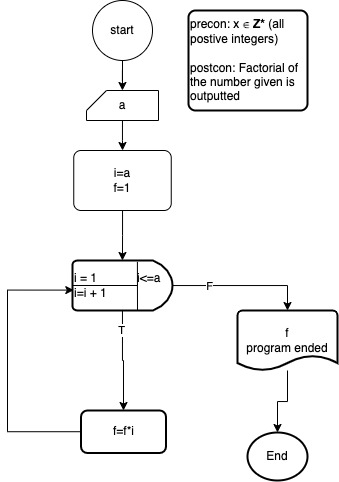 start
precon: x ∈ Z* (all
postive integers)
postcon: Factorial of
the number given is
outputted
a
i=a
f=1
i = 1
i<=a
i=i + 1
F
T
f
program ended
f=f*i
End